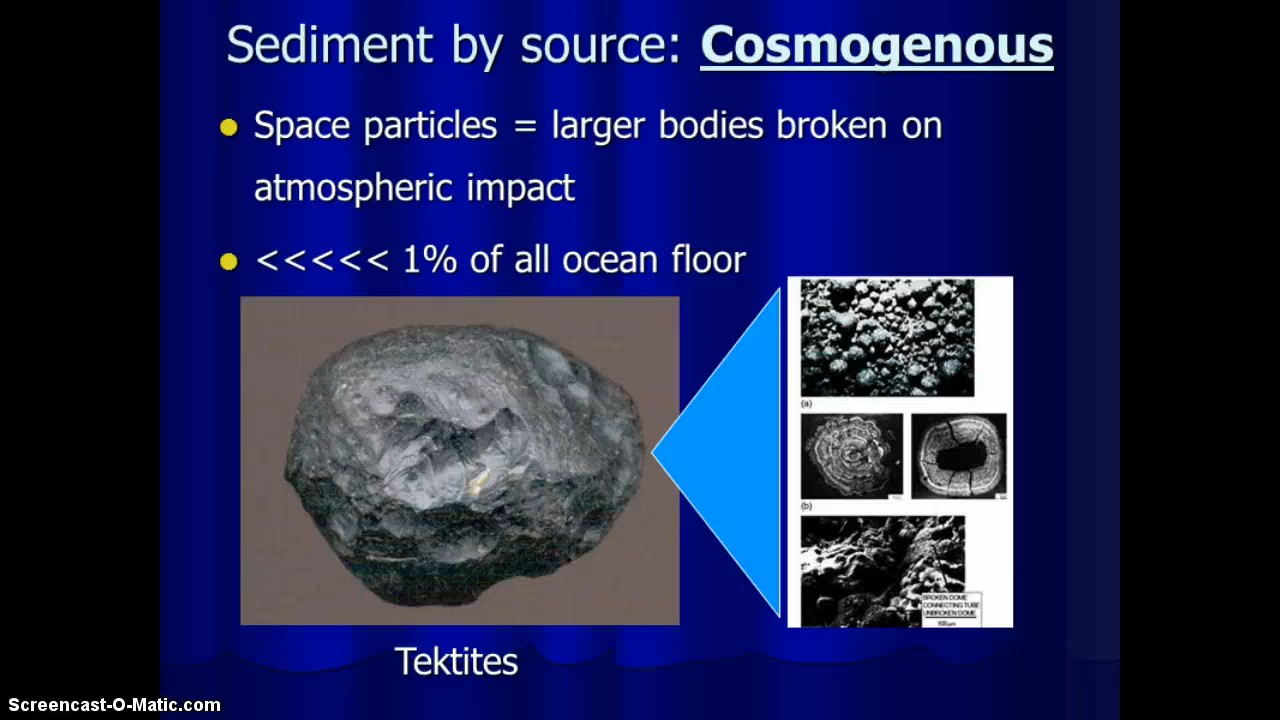 Sediment by source: Cosmogenous
Space particles = larger bodies broken on
atmospheric impact
<<<<< 1% of all ocean floor
(a)
(b)
BROKEN DOME
CONNECTING TUBE
UNBROKEN DOME
100μm
Tektites
Screencast-O-Matic.com